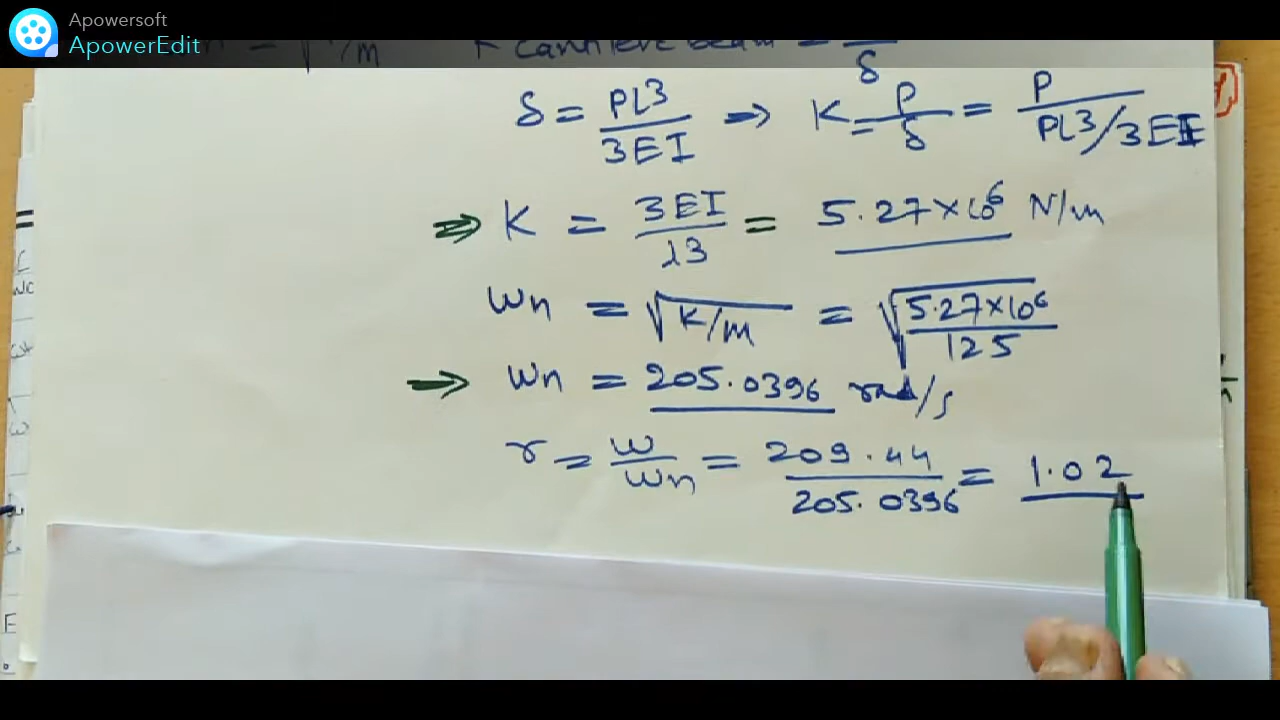 Apowersoft
ApowerEdit
δ = PL3/3EI → K = P/δ = P/PL3/3EI
⇒ K = 3EI/L3 = 5.27×10⁶ N/m
ωn = √K/m = √5.27×10⁶/125
→ ωn = 205.0396 rad/s
r = ω/ωn = 209.44/205.0396 = 1.02